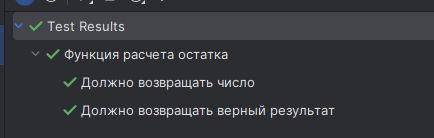 Test Results
Функция расчета остатка
Должно возвращать число
Должно возвращать верный результат